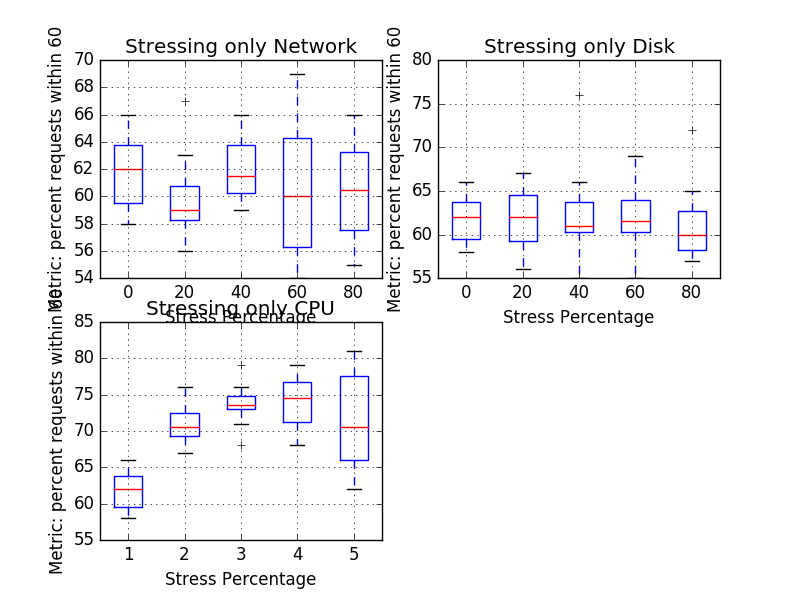 Stressing only Network
Metric: percent requests within 60
70
68
66
64
62
60
58
56
54
0 20 40 60 80
Stress Percentage
Stressing only Disk
Metric: percent requests within 60
80
75
70
65
60
55
0 20 40 60 80
Stress Percentage
Stressing only CPU
Metric: percent requests within 60
85
80
75
70
65
60
55
1 2 3 4 5
Stress Percentage